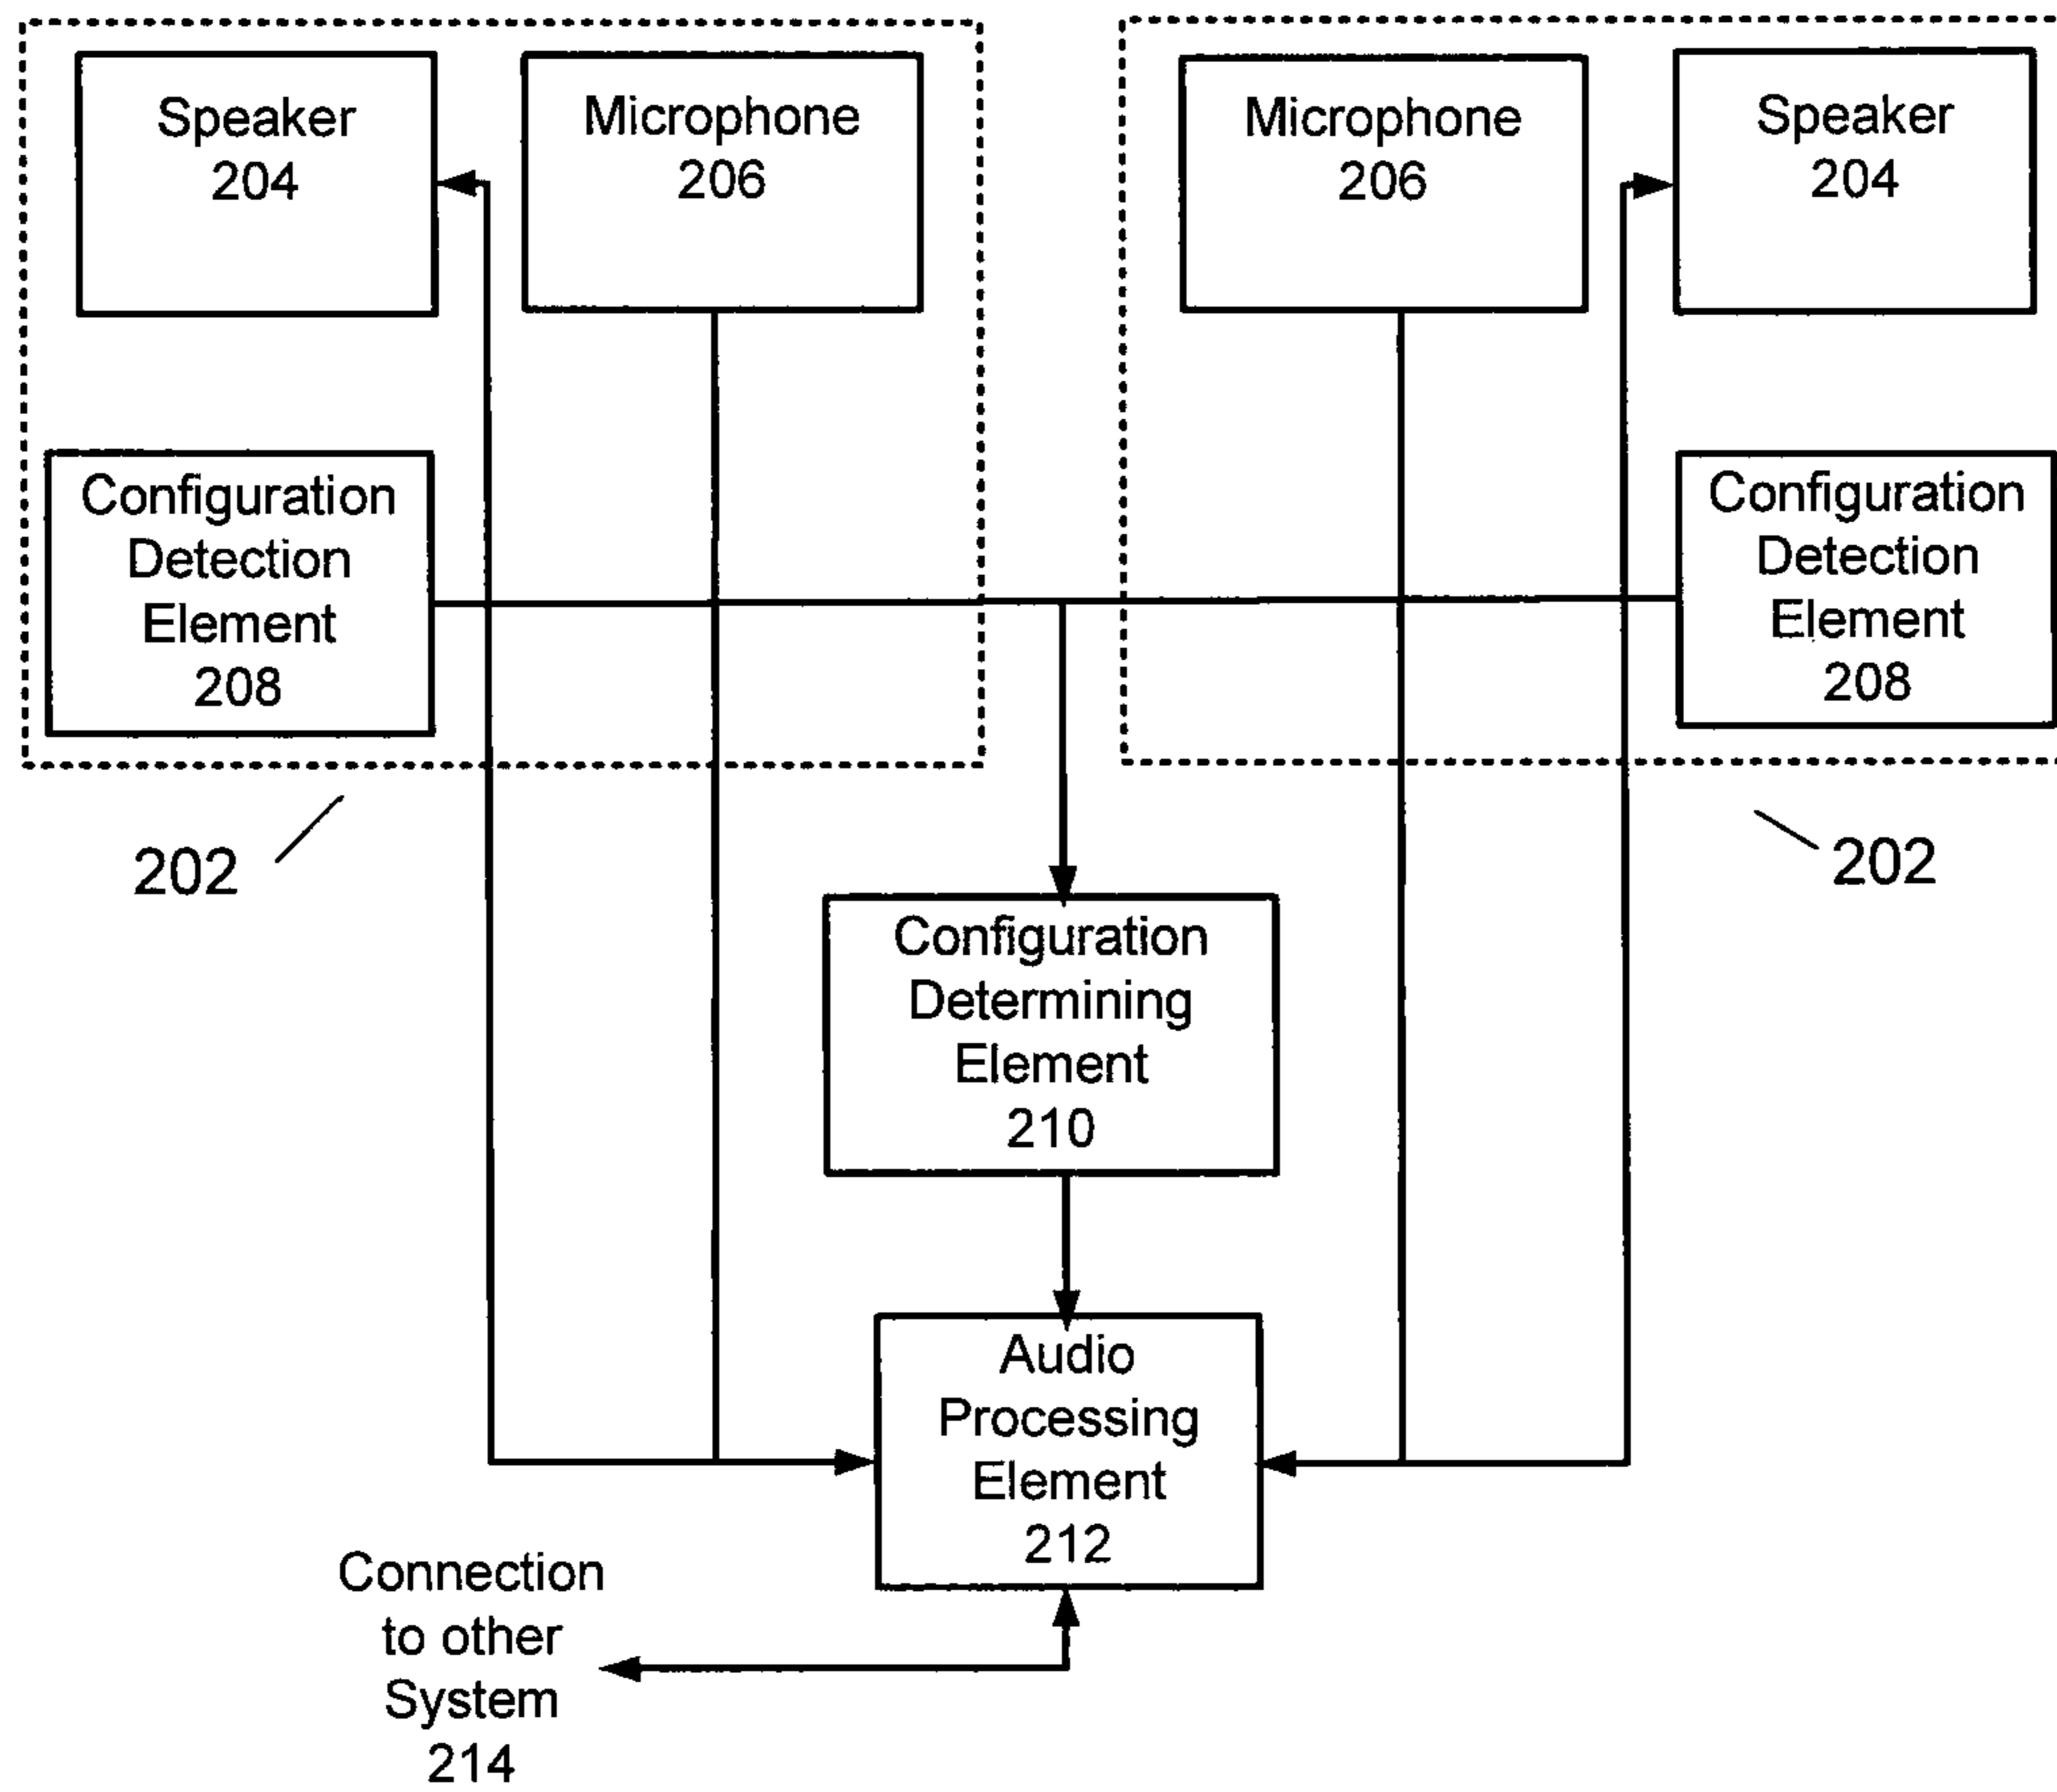 Speaker
204
Microphone
206
Microphone
206
Speaker
204
Configuration
Detection
Element
208
Configuration
Detection
Element
208
202
202
Configuration
Determining
Element
210
Audio
Processing
Element
212
Connection
to other
System
214